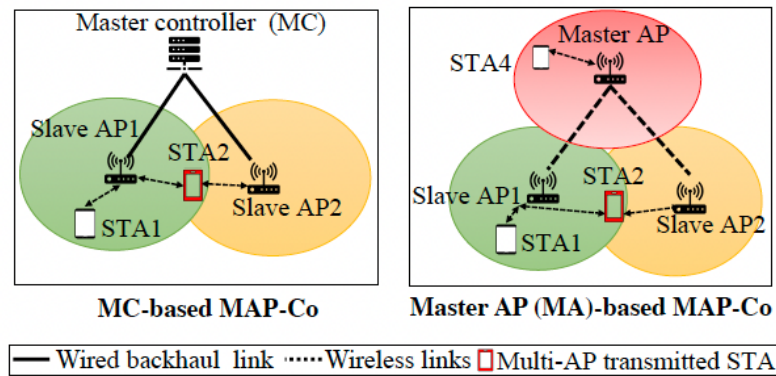 Master controller (MC)
Slave AP1
STA2
STA1
Slave AP2
MC-based MAP-Co
Master AP
STA4
Slave AP1
STA2
STA1
Slave AP2
Master AP (MA)-based MAP-Co
Wired backhaul link Wireless links Multi-AP transmitted STA